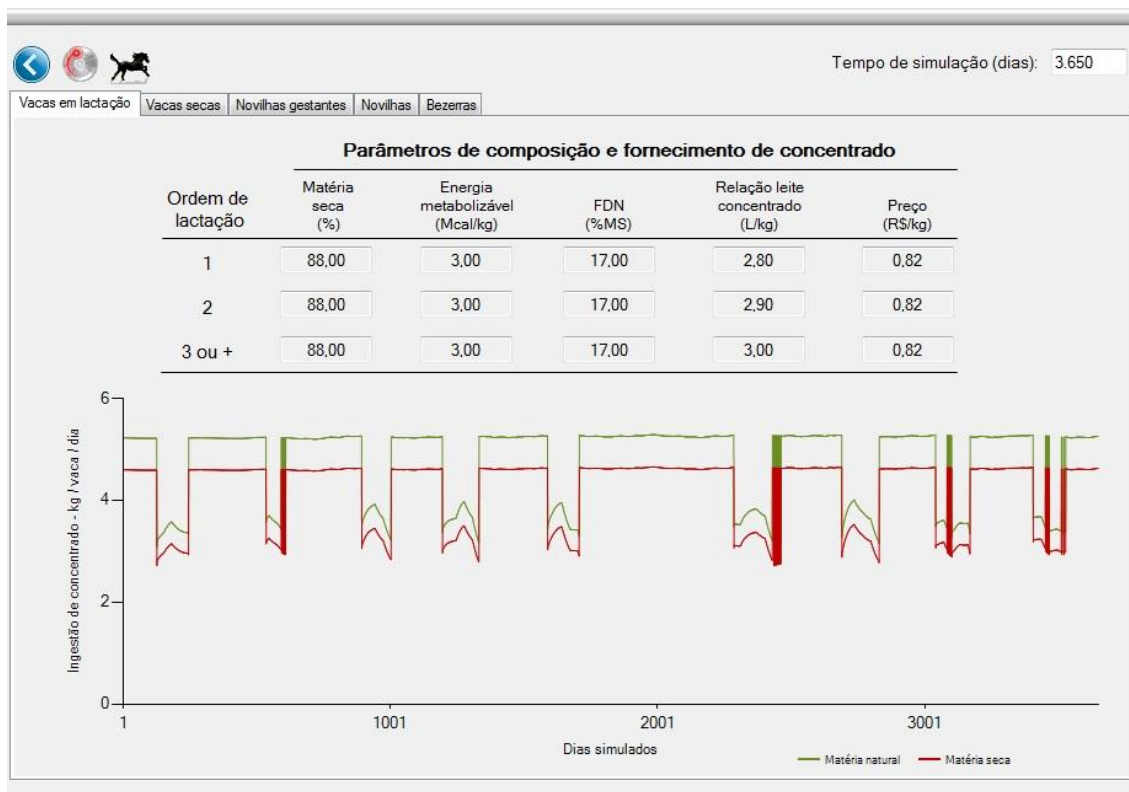 Tempo de simulação (dias): 3.650
Vacas em lactação Vacas secas Novilhas gestantes Novilhas Bezerras
Parâmetros de composição e fornecimento de concentrado
Ordem de lactação
Matéria seca (%)
Energia metabolizável (Mcal/kg)
FDN (%MS)
Relação leite concentrado (L/kg)
Preço (R$/kg)
1 88,00 3,00 17,00 2,80 0,82
2 88,00 3,00 17,00 2,90 0,82
3 ou + 88,00 3,00 17,00 3,00 0,82
Ingestão de concentrado - kg / vaca / dia
6
4
2
0
1 1001 2001 3001
Dias simulados
Matéria natural Matéria seca